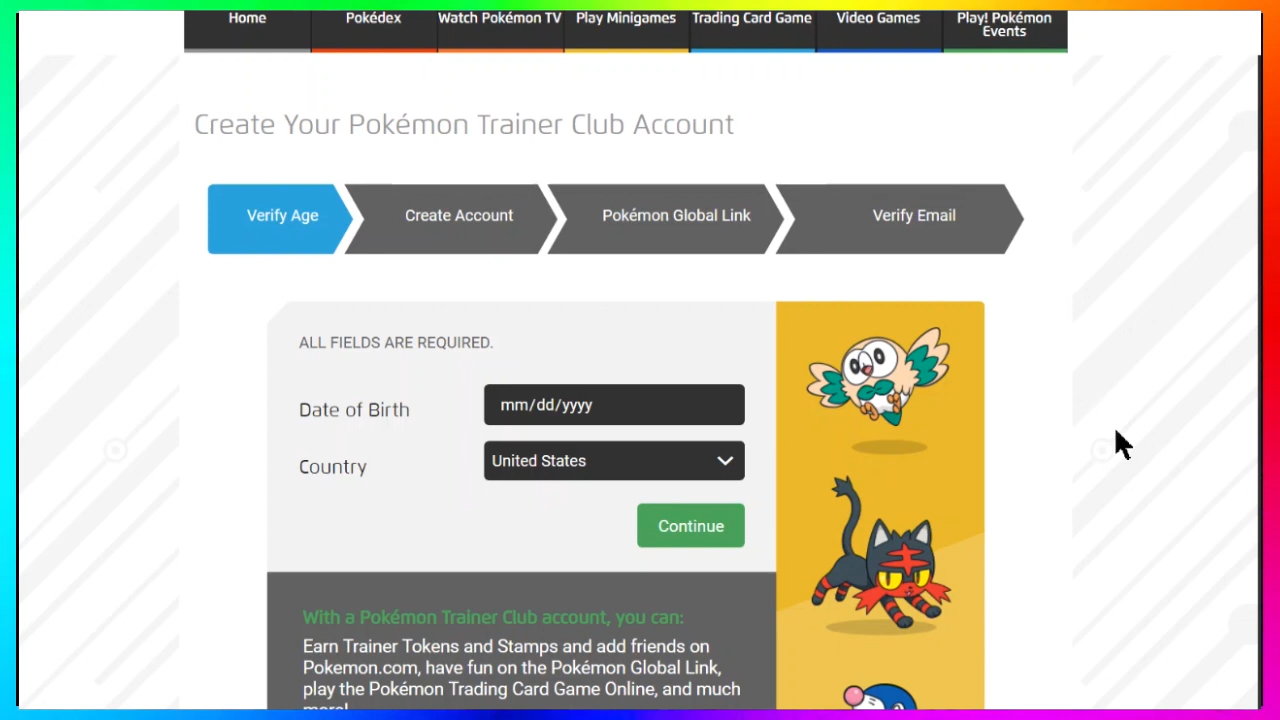 Home Pokédex Watch Pokémon TV Play Minigames Trading Card Game Video Games Play! Pokémon
Events
Create Your Pokémon Trainer Club Account
Verify Age Create Account Pokémon Global Link Verify Email
ALL FIELDS ARE REQUIRED.
Date of Birth mm/dd/yyyy
Country United States
Continue
With a Pokémon Trainer Club account, you can:
Earn Trainer Tokens and Stamps and add friends on
Pokemon.com, have fun on the Pokémon Global Link,
play the Pokémon Trading Card Game Online, and much
more!